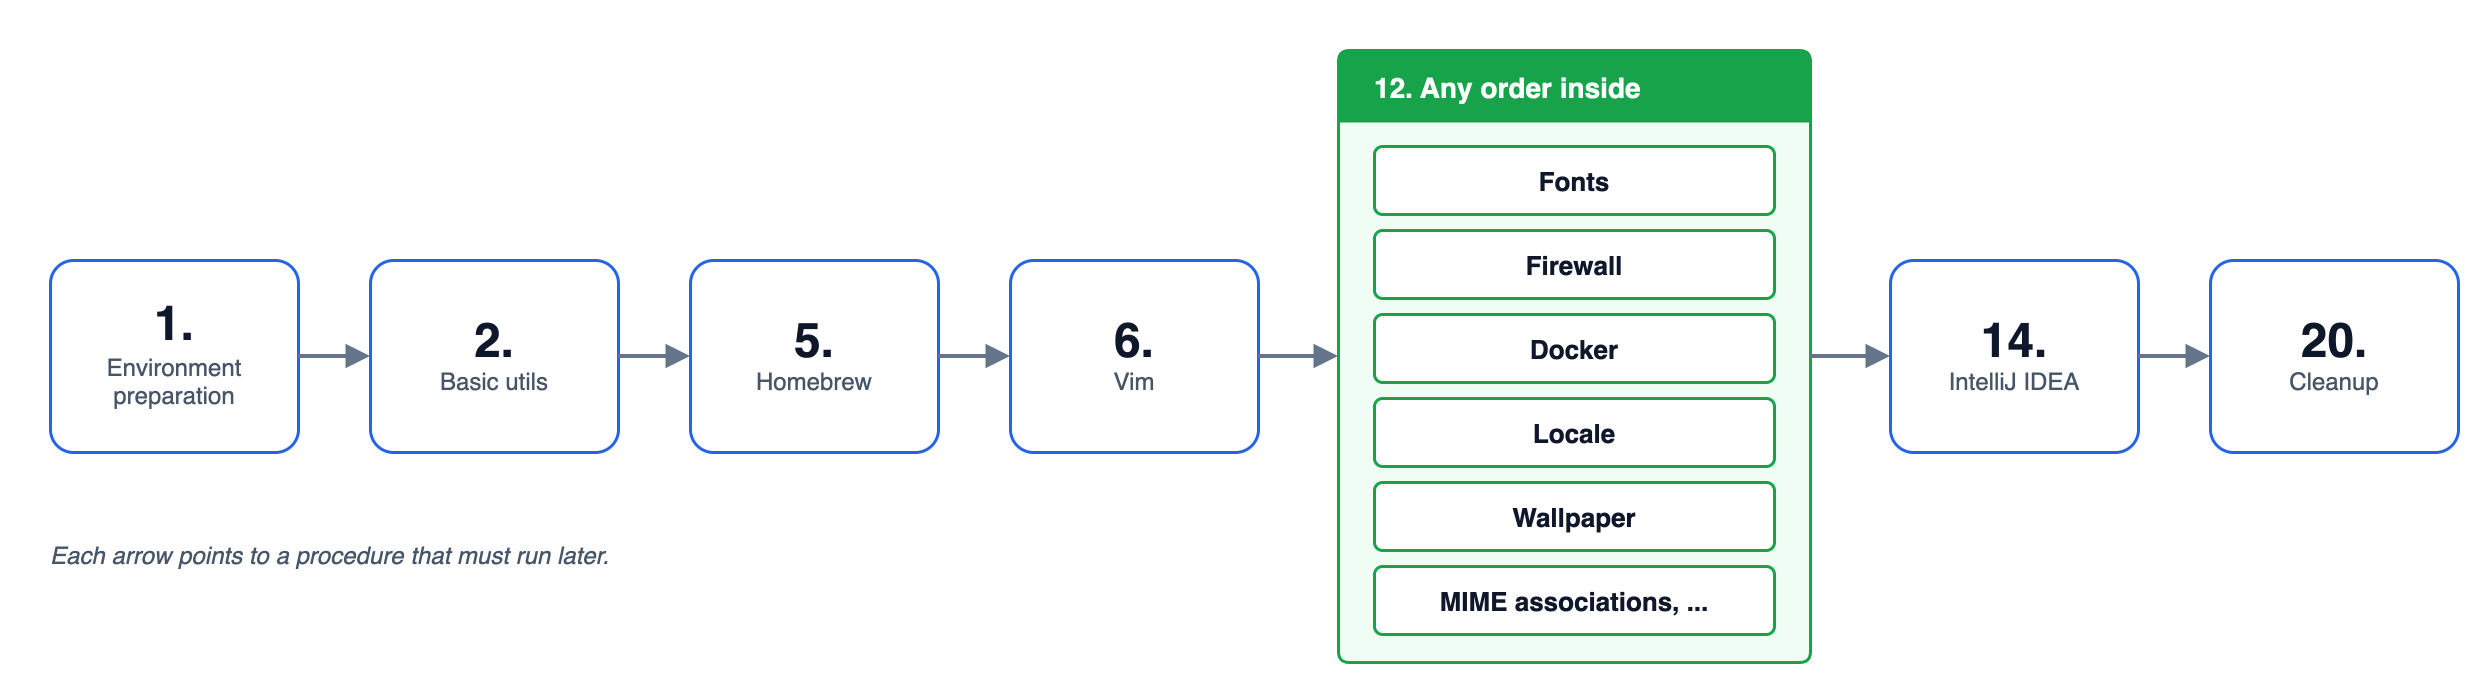 1.
Environment
preparation
2.
Basic utils
5.
Homebrew
6.
Vim
12. Any order inside
Fonts
Firewall
Docker
Locale
Wallpaper
MIME associations, ...
14.
IntelliJ IDEA
20.
Cleanup
Each arrow points to a procedure that must run later.